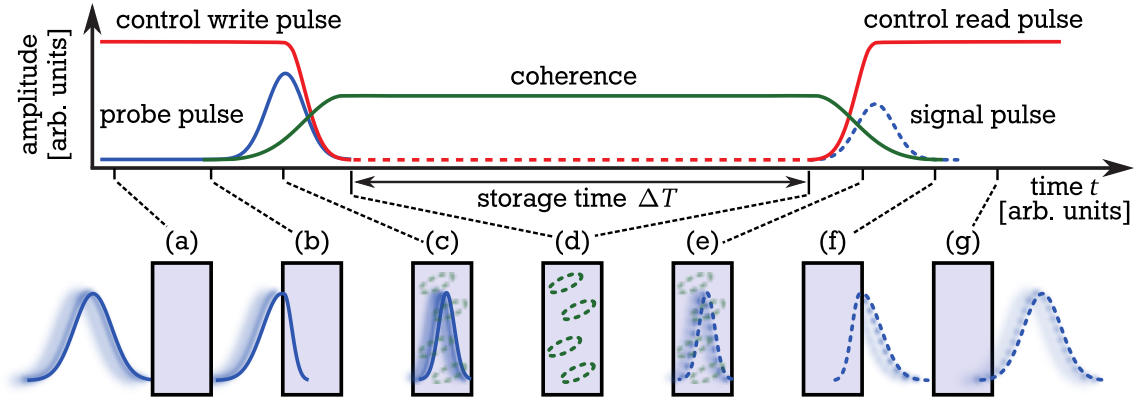 control write pulse
control read pulse
amplitude
[arb. units]
coherence
probe pulse
signal pulse
storage time ΔT
time t
[arb. units]
(a)
(b)
(c)
(d)
(e)
(f)
(g)